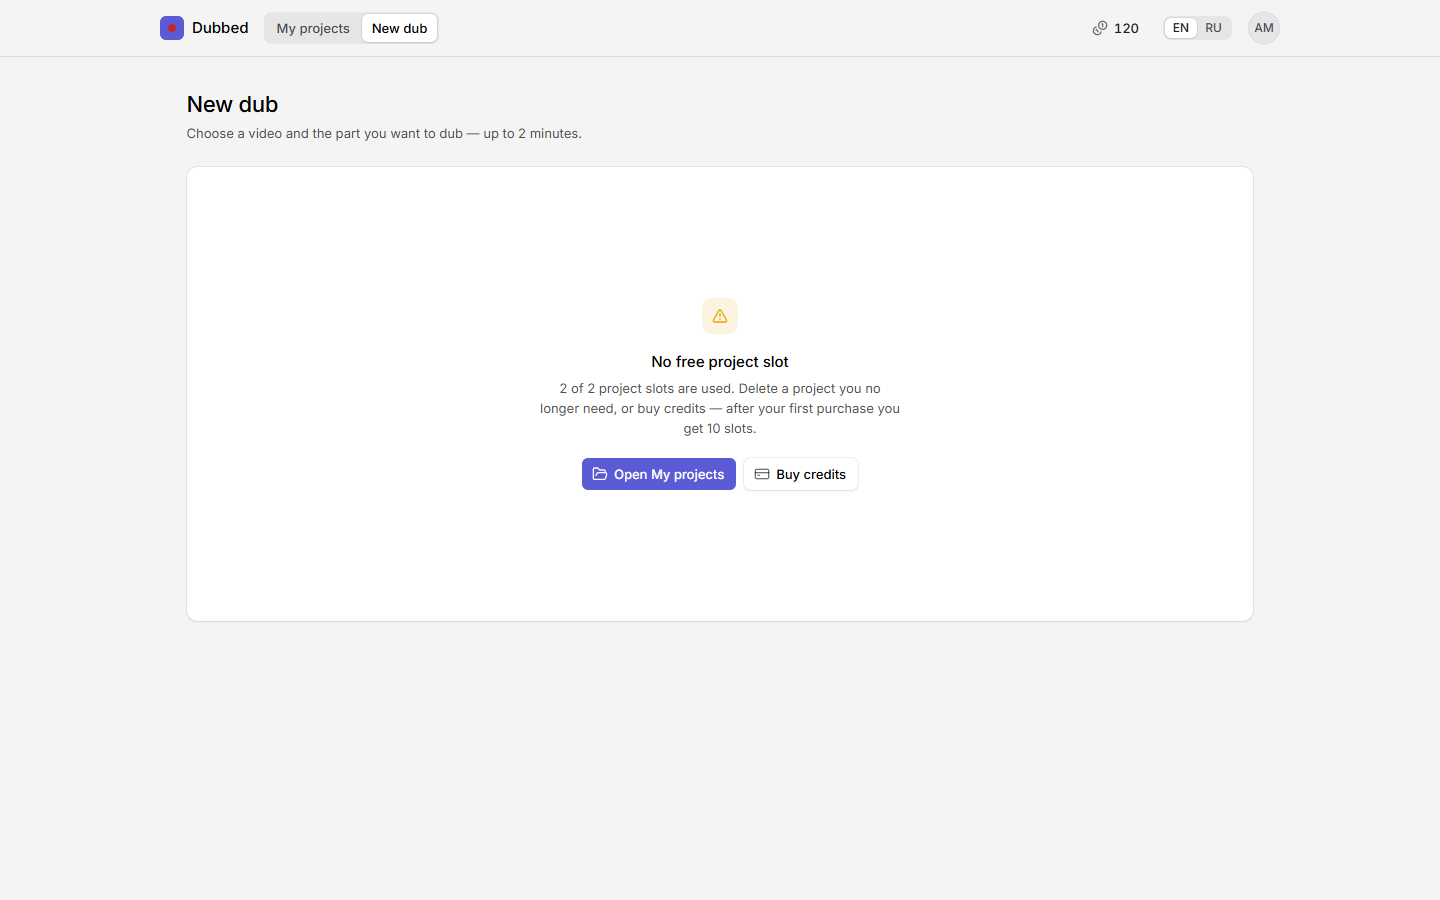 Dubbed
My projects
New dub
120
EN
RU
AM
New dub
Choose a video and the part you want to dub — up to 2 minutes.
No free project slot
2 of 2 project slots are used. Delete a project you no
longer need, or buy credits — after your first purchase you
get 10 slots.
Open My projects
Buy credits